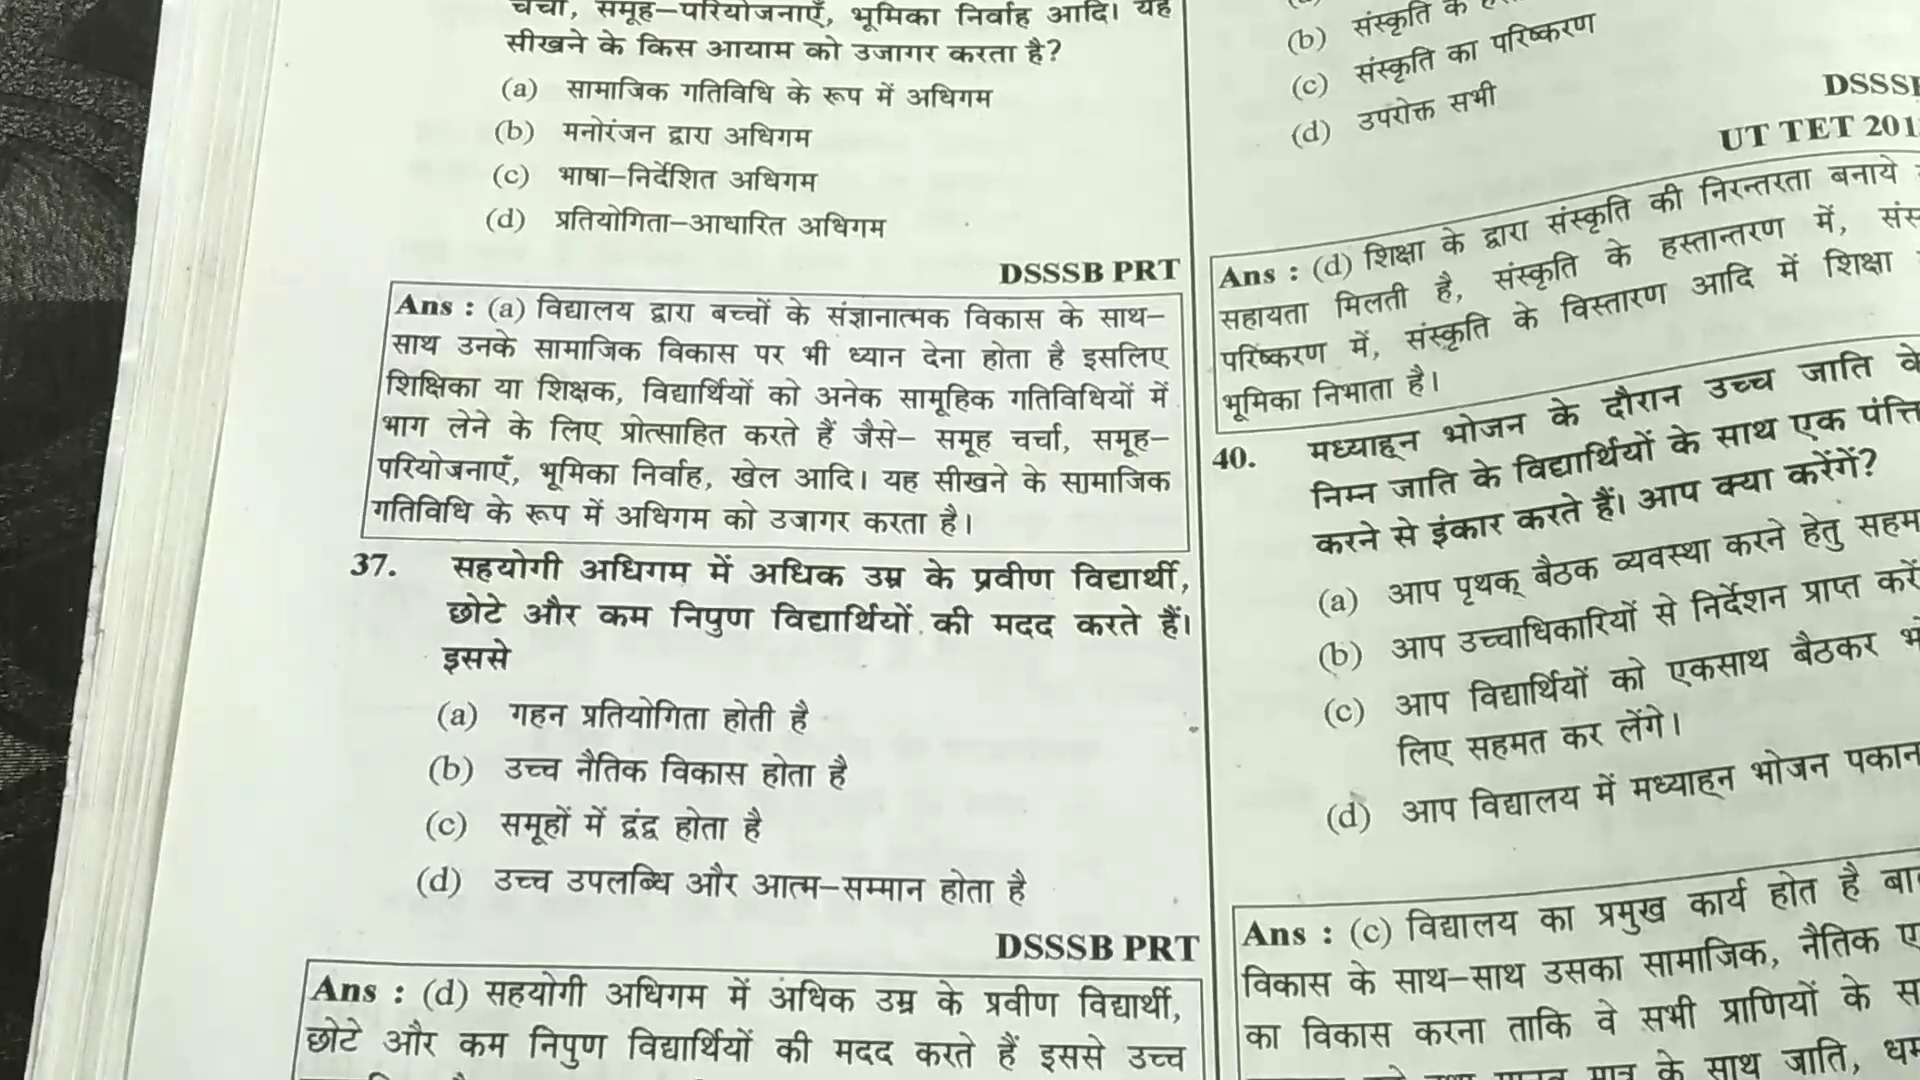 चर्चा, समूह–परियोजनाएँ, भूमिका निर्वाह आदि। यह
सीखने के किस आयाम को उजागर करता है?
(a) सामाजिक गतिविधि के रूप में अधिगम
(b) मनोरंजन द्वारा अधिगम
(c) भाषा–निर्देशित अधिगम
(d) प्रतियोगिता–आधारित अधिगम
DSSSB PRT
Ans : (a) विद्यालय द्वारा बच्चों के संज्ञानात्मक विकास के साथ–
साथ उनके सामाजिक विकास पर भी ध्यान देना होता है इसलिए
शिक्षिका या शिक्षक, विद्यार्थियों को अनेक सामूहिक गतिविधियों में
भाग लेने के लिए प्रोत्साहित करते हैं जैसे– समूह चर्चा, समूह–
परियोजनाएँ, भूमिका निर्वाह, खेल आदि। यह सीखने के सामाजिक
गतिविधि के रूप में अधिगम को उजागर करता है।
37. सहयोगी अधिगम में अधिक उम्र के प्रवीण विद्यार्थी,
छोटे और कम निपुण विद्यार्थियों की मदद करते हैं।
इससे
(a) गहन प्रतियोगिता होती है
(b) उच्च नैतिक विकास होता है
(c) समूहों में द्वंद्व होता है
(d) उच्च उपलब्धि और आत्म–सम्मान होता है
DSSSB PRT
Ans : (d) सहयोगी अधिगम में अधिक उम्र के प्रवीण विद्यार्थी,
छोटे और कम निपुण विद्यार्थियों की मदद करते हैं इससे उच्च
(b) संस्कृति के
(c) संस्कृति का परिष्करण
(d) उपरोक्त सभी
DSSSB
UT TET 201
Ans : (d) शिक्षा के द्वारा संस्कृति की निरन्तरता बनाये
सहायता मिलती है, संस्कृति के हस्तान्तरण में,
परिष्करण में, संस्कृति के विस्तारण आदि में शिक्षा
भूमिका निभाता है।
40. मध्याह्न भोजन के दौरान उच्च जाति
निम्न जाति के विद्यार्थियों के साथ एक
करने से इंकार करते हैं। आप क्या करेंगें?
(a) आप पृथक् बैठक व्यवस्था करने हेतु
(b) आप उच्चाधिकारियों से निर्देशन प्राप्त
(c) आप विद्यार्थियों को एकसाथ बैठकर
लिए सहमत कर लेंगे।
(d) आप विद्यालय में मध्याह्न भोजन
Ans : (c) विद्यालय का प्रमुख कार्य होत है
विकास के साथ–साथ उसका सामाजिक, नैतिक
का विकास करना ताकि वे सभी प्राणियों के
के साथ जाति,